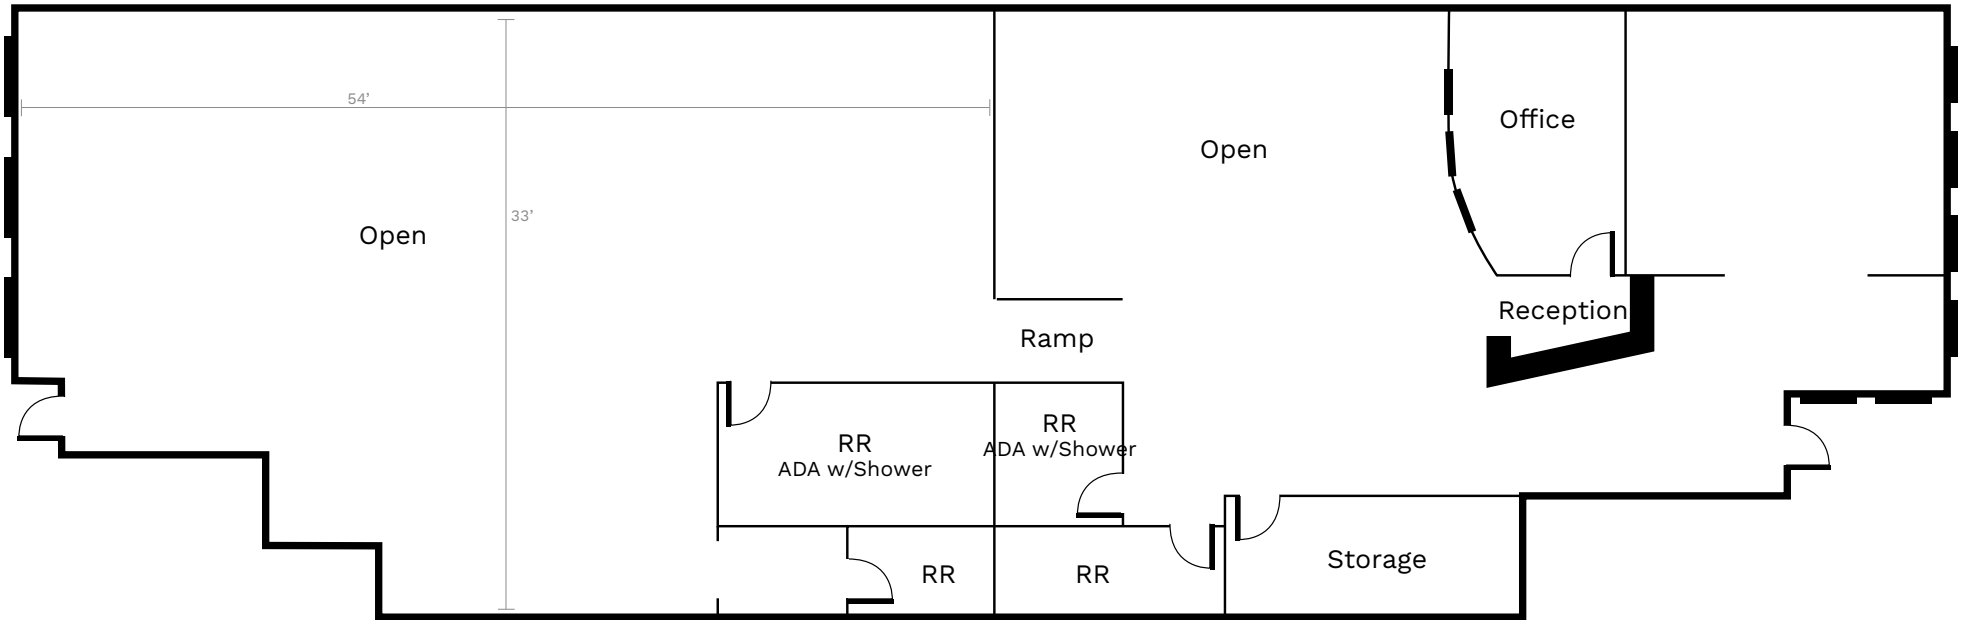 54’
Open
Office
33’
Open
Reception
Ramp
RR
ADA w/Shower
RR
ADA w/Shower
Storage
RR
RR